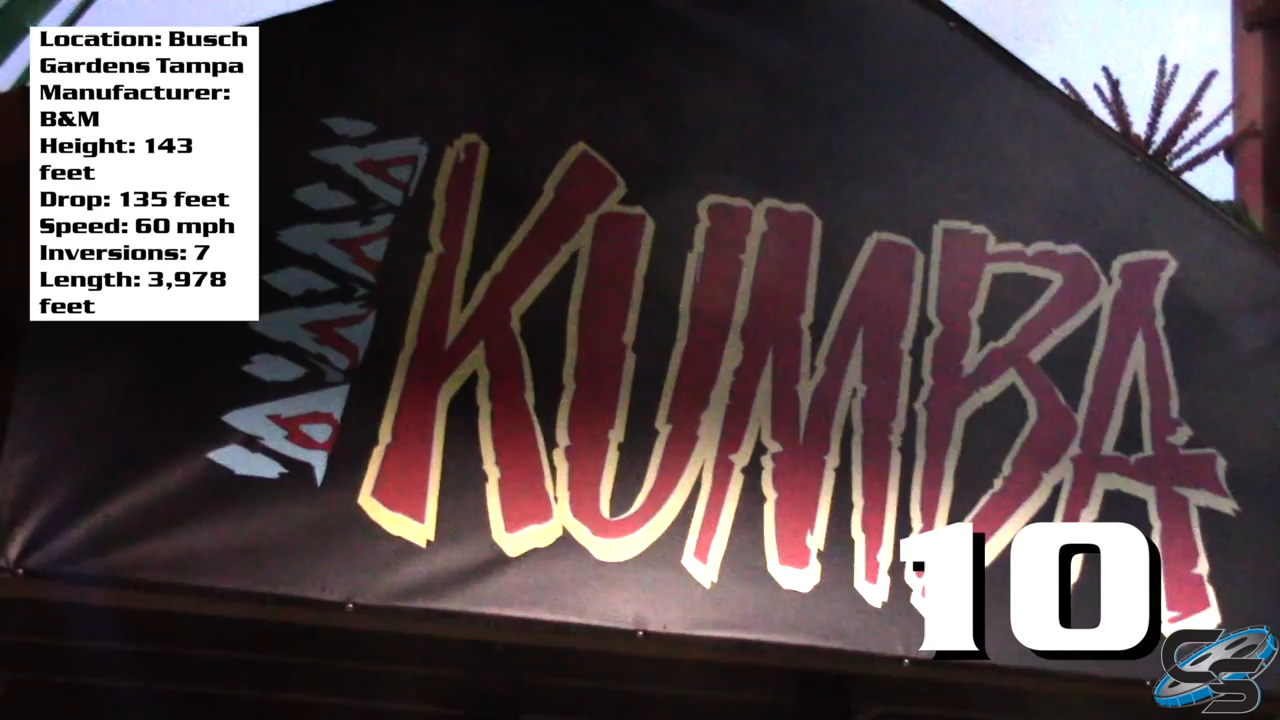 Location: Busch
Gardens Tampa
Manufacturer:
B&M
Height: 143
feet
Drop: 135 feet
Speed: 60 mph
Inversions: 7
Length: 3,978
feet
KUMBA
10
CSS